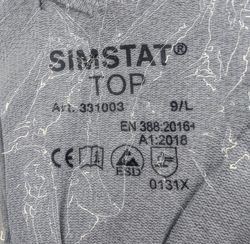 SIMSTAT®
TOP
Art. 331003 9/L
EN 388:2016+
A1:2018
CE ESD
0131X